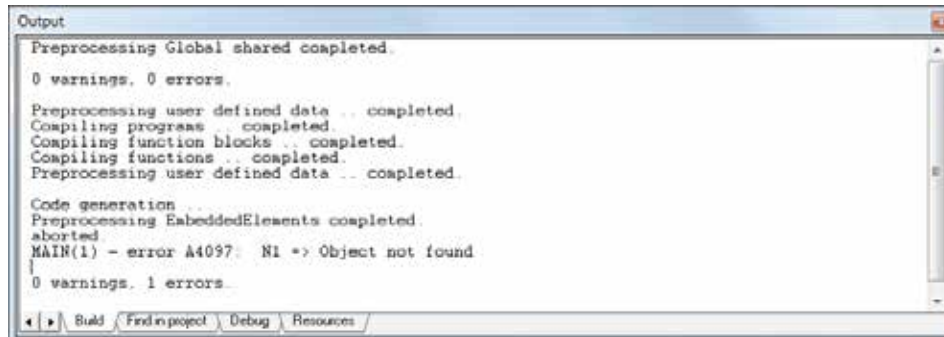 Output
Preprocessing Global shared completed.
0 warnings, 0 errors.
Preprocessing user defined data .. completed.
Compiling programs .. completed.
Compiling function blocks .. completed.
Compiling functions .. completed.
Preprocessing user defined data .. completed.
Code generation ...
Preprocessing EmbeddedElements completed.
aborted.
MAIN(1) - error A4097: N1 => Object not found
0 warnings, 1 errors.
Build Find in project Debug Resources